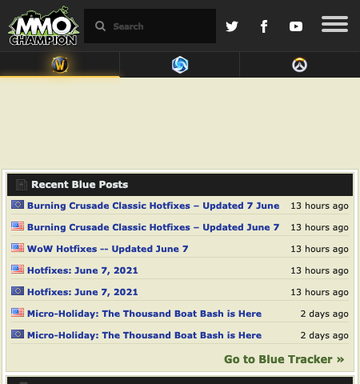 MMO
CHAMPION
Search
Recent Blue Posts
Burning Crusade Classic Hotfixes – Updated 7 June 13 hours ago
Burning Crusade Classic Hotfixes – Updated June 7 13 hours ago
WoW Hotfixes -- Updated June 7 13 hours ago
Hotfixes: June 7, 2021 13 hours ago
Hotfixes: June 7, 2021 13 hours ago
Micro-Holiday: The Thousand Boat Bash is Here 2 days ago
Micro-Holiday: The Thousand Boat Bash is Here 2 days ago
Go to Blue Tracker »